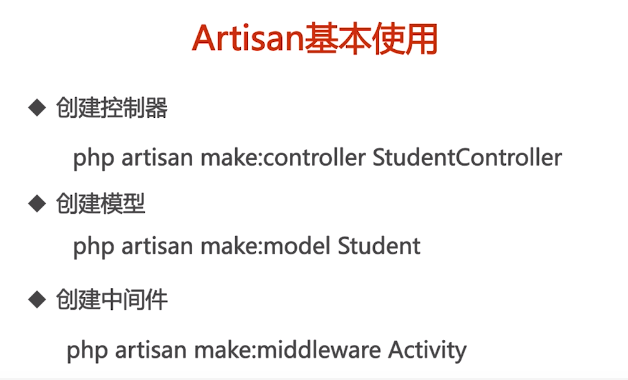 Artisan基本使用
◆ 创建控制器
php artisan make:controller StudentController
◆ 创建模型
php artisan make:model Student
◆ 创建中间件
php artisan make:middleware Activity